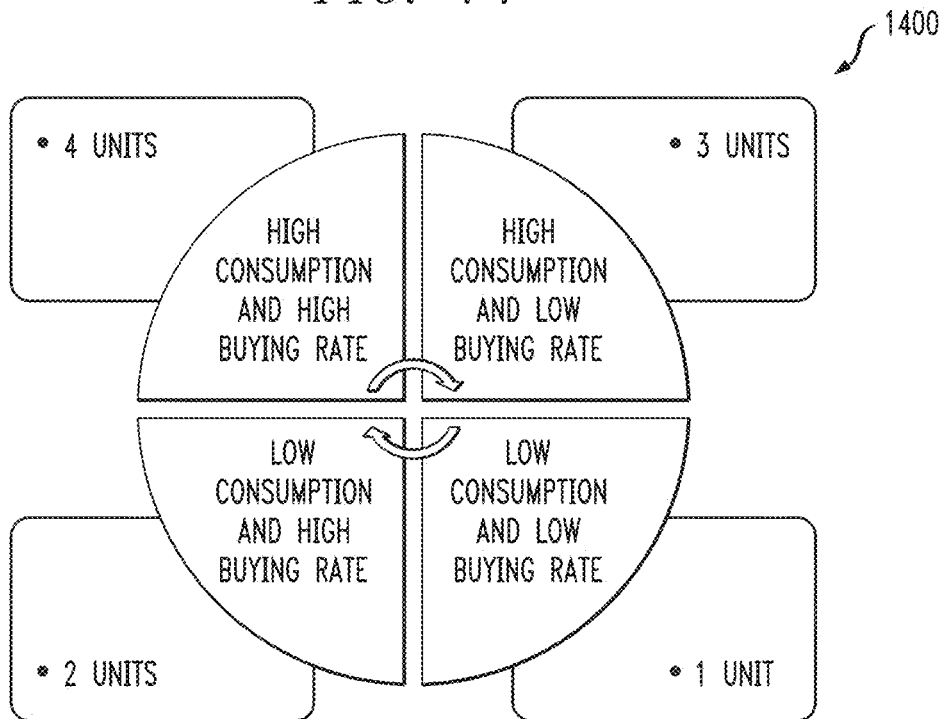 1400
• 4 UNITS
• 3 UNITS
HIGH
CONSUMPTION
AND HIGH
BUYING RATE
HIGH
CONSUMPTION
AND LOW
BUYING RATE
LOW
CONSUMPTION
AND HIGH
BUYING RATE
LOW
CONSUMPTION
AND LOW
BUYING RATE
• 2 UNITS
• 1 UNIT